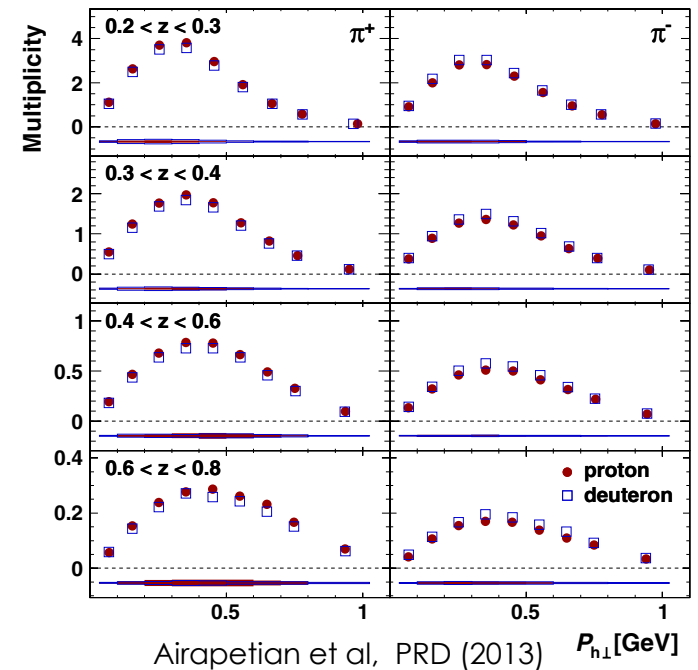 0.2 < z < 0.3
π+
π-
Multiplicity
4
2
0
0.3 < z < 0.4
2
1
0
0.4 < z < 0.6
1
0.5
0
0.6 < z < 0.8
proton
deuteron
0.4
0.2
0
0.5
1
0.5
1
Airapetian et al, PRD (2013)
Ph⊥[GeV]